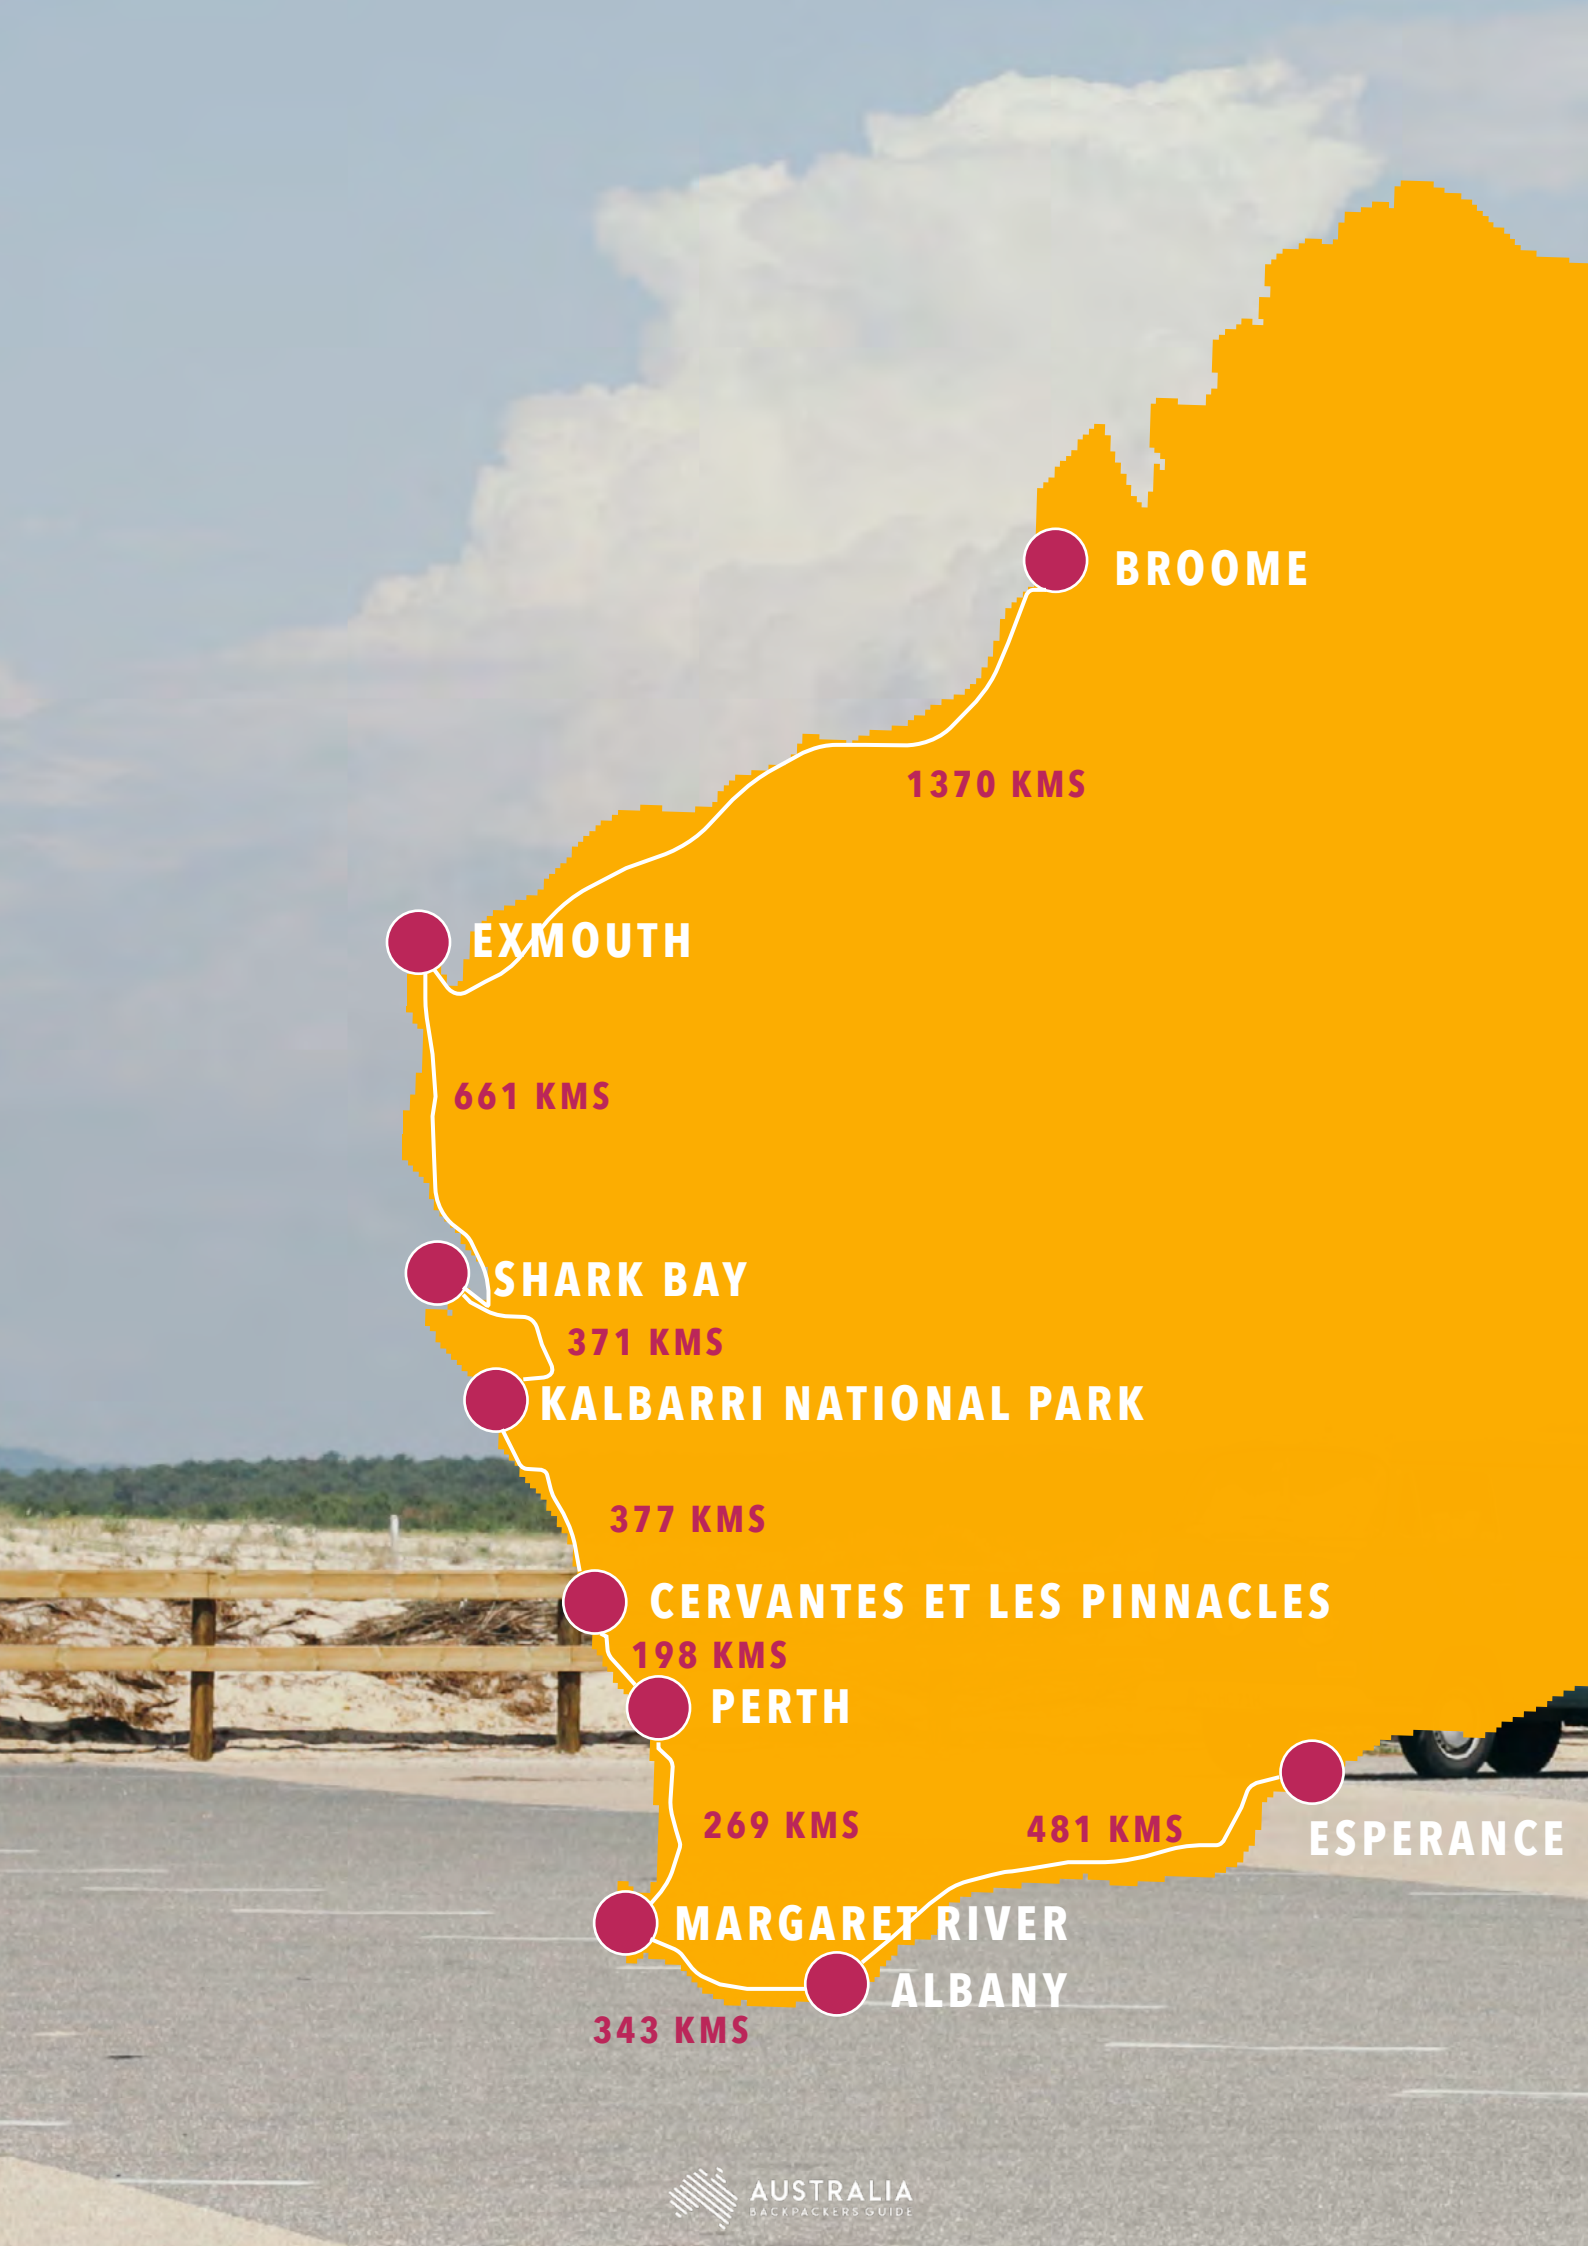 BROOME
1370 KMS
EXMOUTH
661 KMS
SHARK BAY
371 KMS
KALBARRI NATIONAL PARK
377 KMS
CERVANTES ET LES PINNACLES
198 KMS
PERTH
269 KMS
481 KMS
ESPERANCE
MARGARET RIVER
ALBANY
343 KMS
AUSTRALIA
BACKPACKERS GUIDE